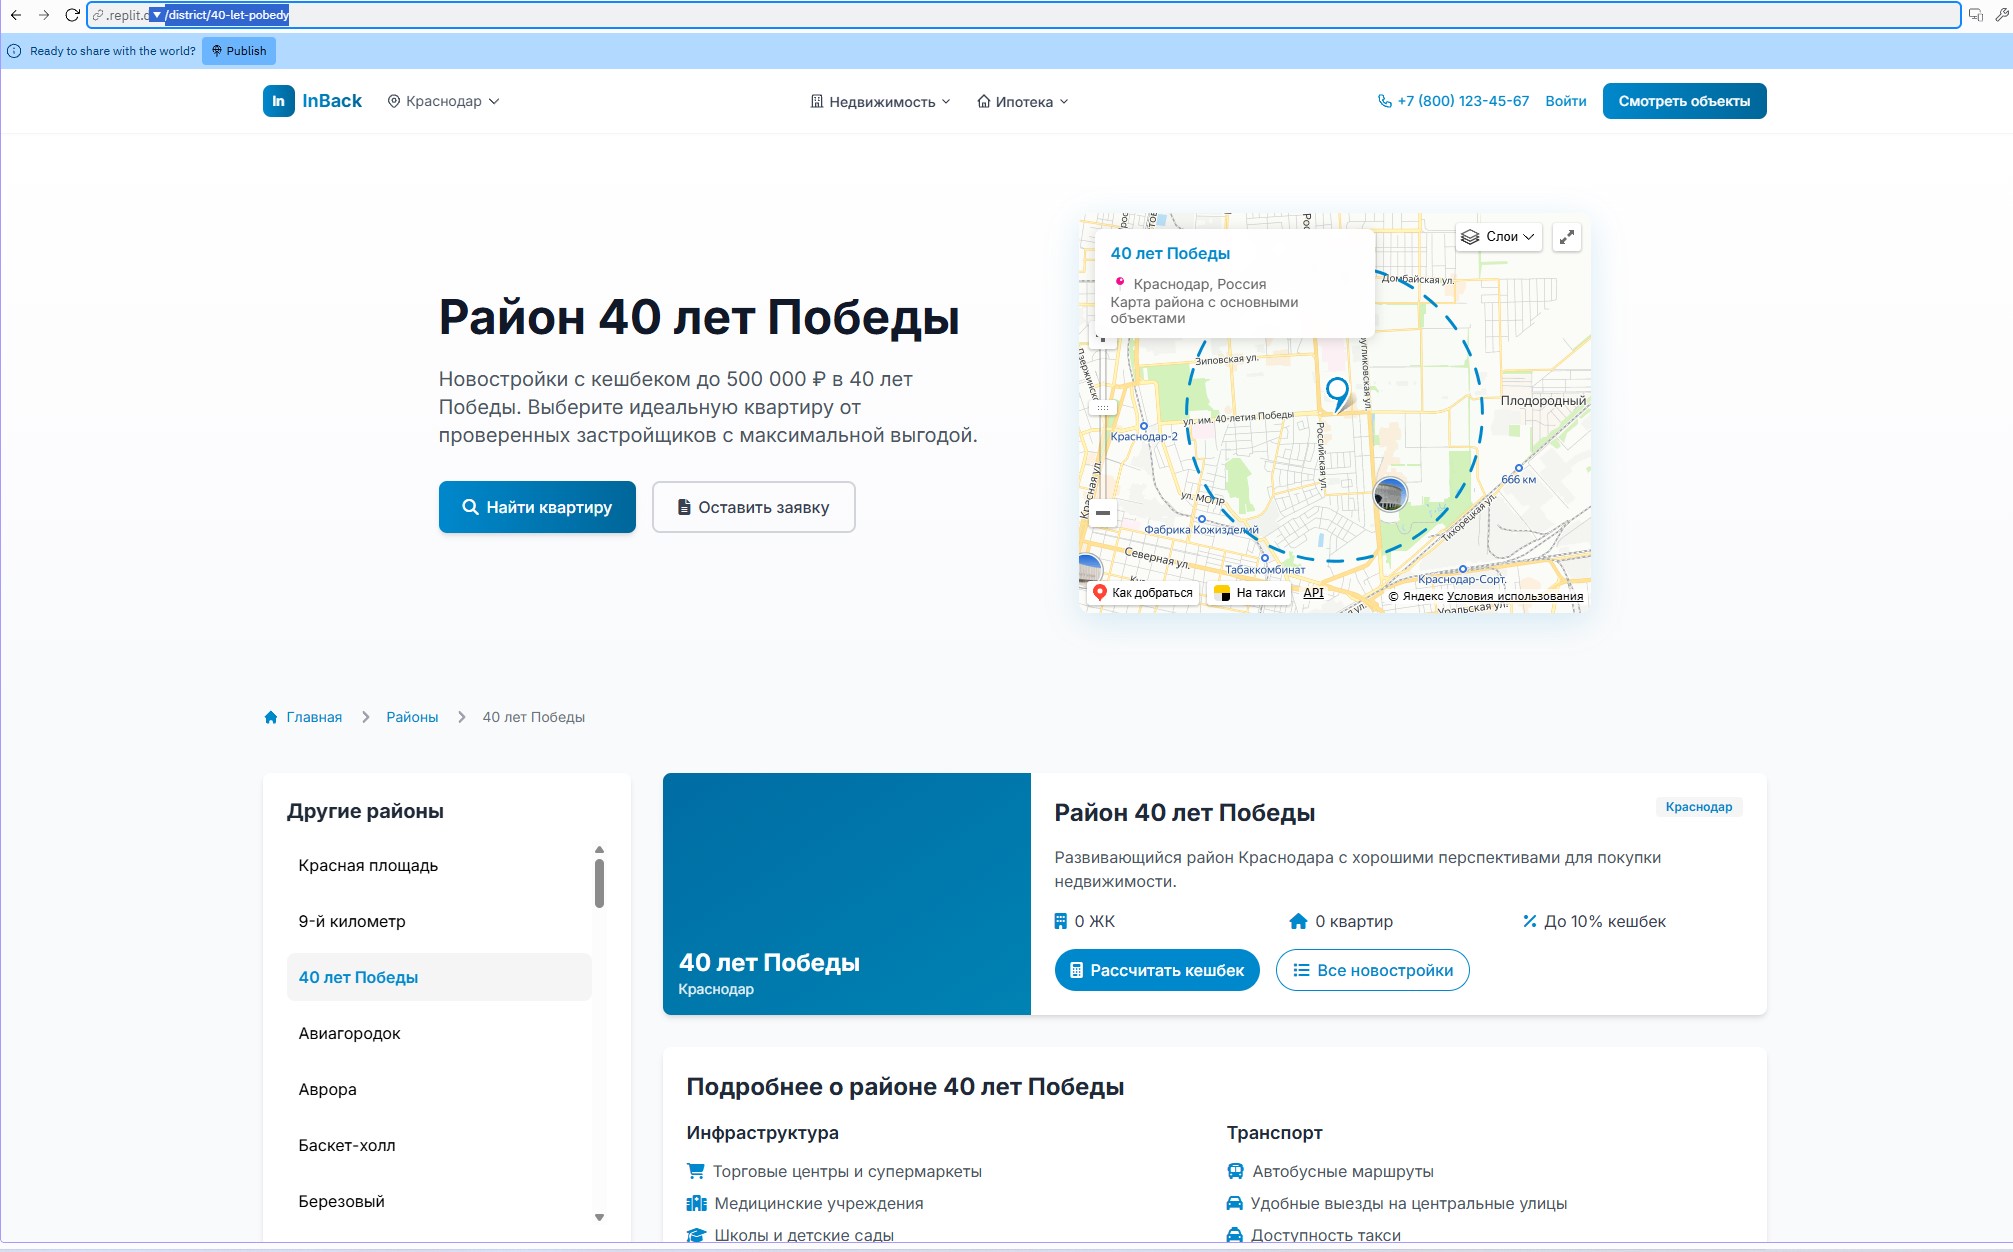 .replit.d
/district/40-let-pobedy
Ready to share with the world?
Publish
In
InBack
Краснодар
Недвижимость
Ипотека
+7 (800) 123-45-67
Войти
Смотреть объекты
Район 40 лет Победы
Новостройки с кешбеком до 500 000 ₽ в 40 лет
Победы. Выберите идеальную квартиру от
проверенных застройщиков с максимальной выгодой.
Найти квартиру
Оставить заявку
40 лет Победы
Краснодар, Россия
Карта района с основными
объектами
Слои
Домбайская ул.
Зиповская ул.
ул. им. 40-летия Победы
Российская ул.
Плодородный
Краснодар-2
Красная ул.
666 км
ул. МОПР
Фабрика Кожизделий
Тихорецкая ул.
Северная ул.
Табаккомбинат
Краснодар-Сорт.
Уральская ул.
Как добраться
На такси
API
© Яндекс Условия использования
Главная
Районы
40 лет Победы
Другие районы
Красная площадь
9-й километр
40 лет Победы
Авиагородок
Аврора
Баскет-холл
Березовый
40 лет Победы
Краснодар
Район 40 лет Победы
Краснодар
Развивающийся район Краснодара с хорошими перспективами для покупки
недвижимости.
0 ЖК
0 квартир
До 10% кешбек
Рассчитать кешбек
Все новостройки
Подробнее о районе 40 лет Победы
Инфраструктура
Торговые центры и супермаркеты
Медицинские учреждения
Школы и детские сады
Транспорт
Автобусные маршруты
Удобные выезды на центральные улицы
Доступность такси